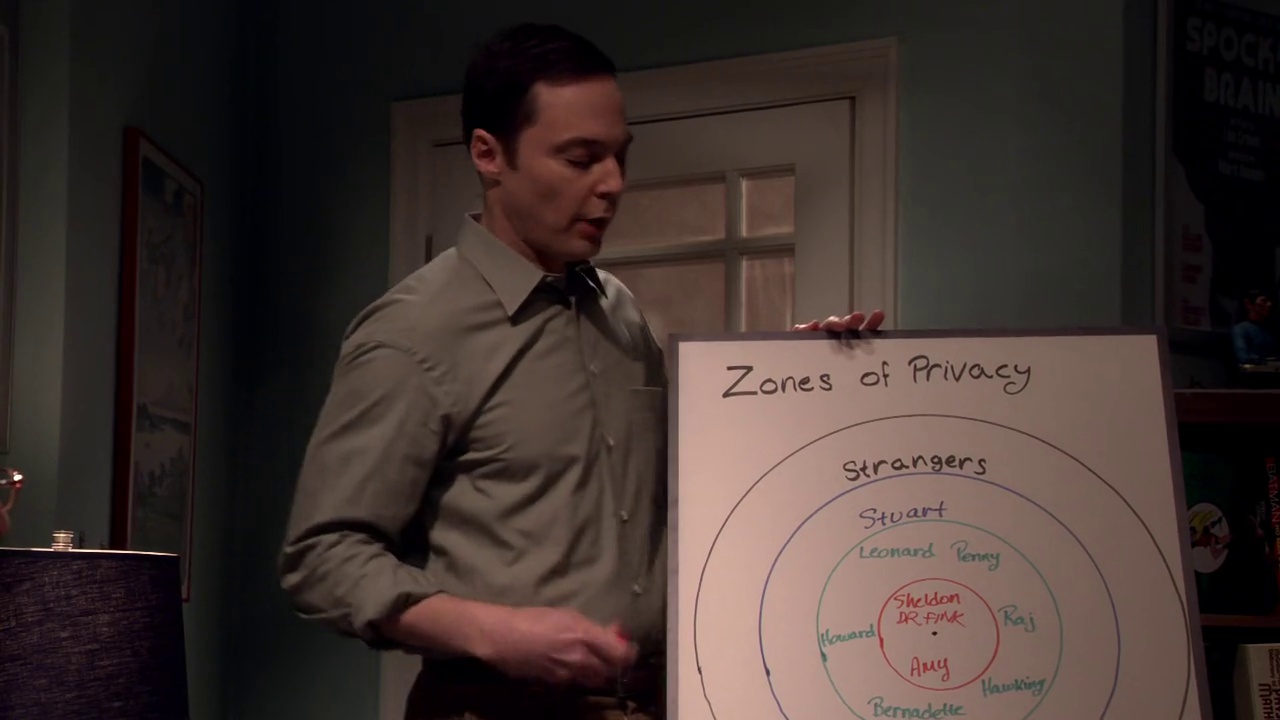 SPOCK'S
BRAIN
Zones of Privacy
Strangers
Stuart
Leonard Penny
Sheldon
DR FINK
Raj
Howard
Amy
Hawking
Bernadette